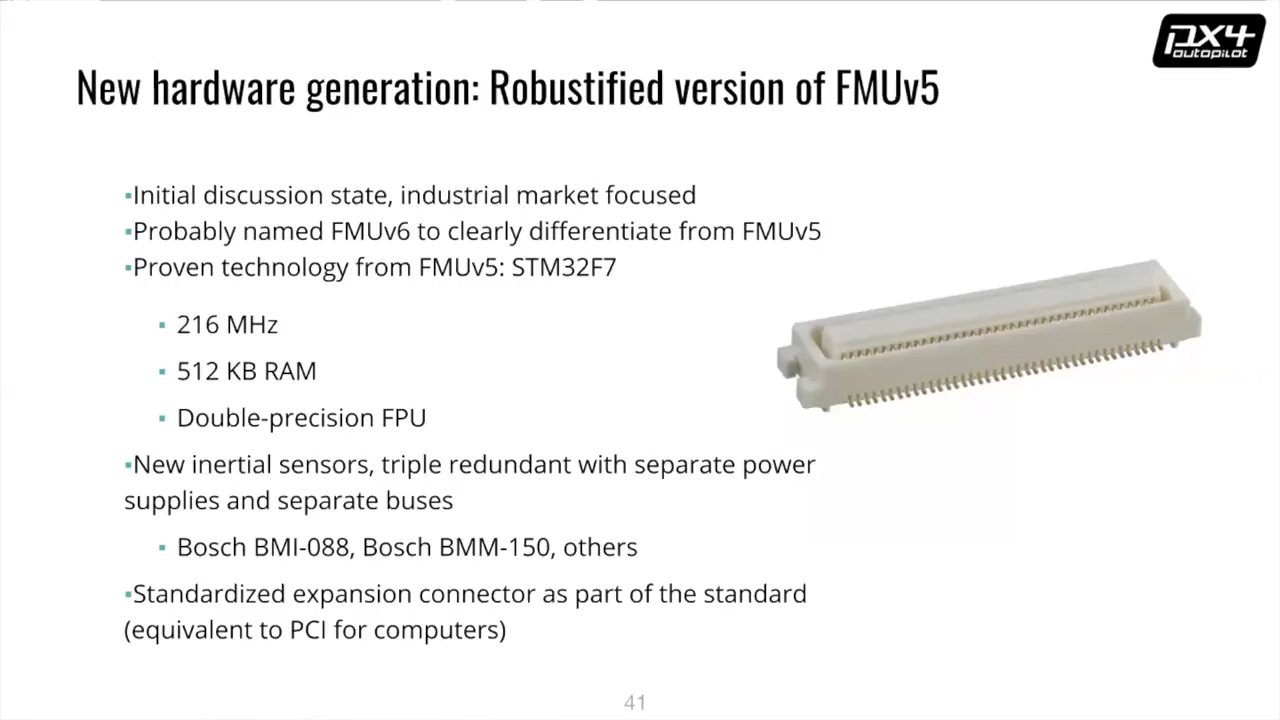 PX4
autopilot
New hardware generation: Robustified version of FMUv5
▪Initial discussion state, industrial market focused
▪Probably named FMUv6 to clearly differentiate from FMUv5
▪Proven technology from FMUv5: STM32F7
▪ 216 MHz
▪ 512 KB RAM
▪ Double-precision FPU
▪New inertial sensors, triple redundant with separate power
supplies and separate buses
▪ Bosch BMI-088, Bosch BMM-150, others
▪Standardized expansion connector as part of the standard
(equivalent to PCI for computers)
41